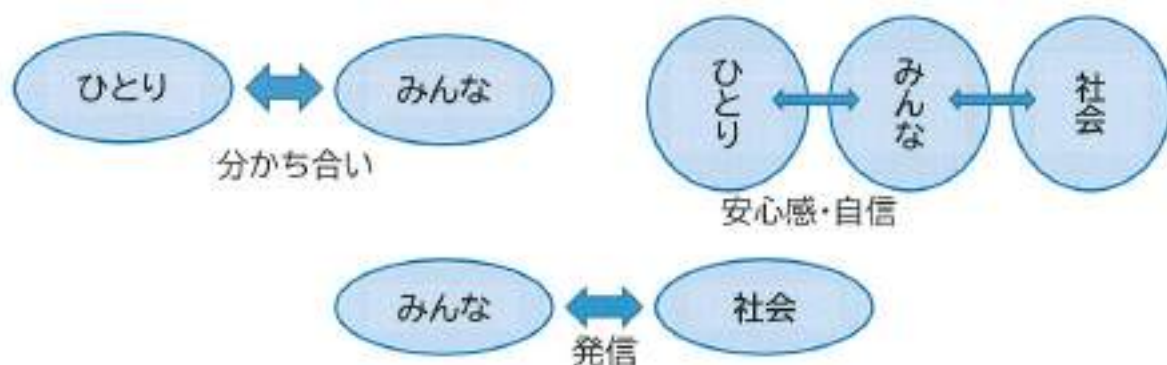 ひとり
みんな
分かち合い
ひとり
みんな
社会
安心感・自信
みんな
社会
発信